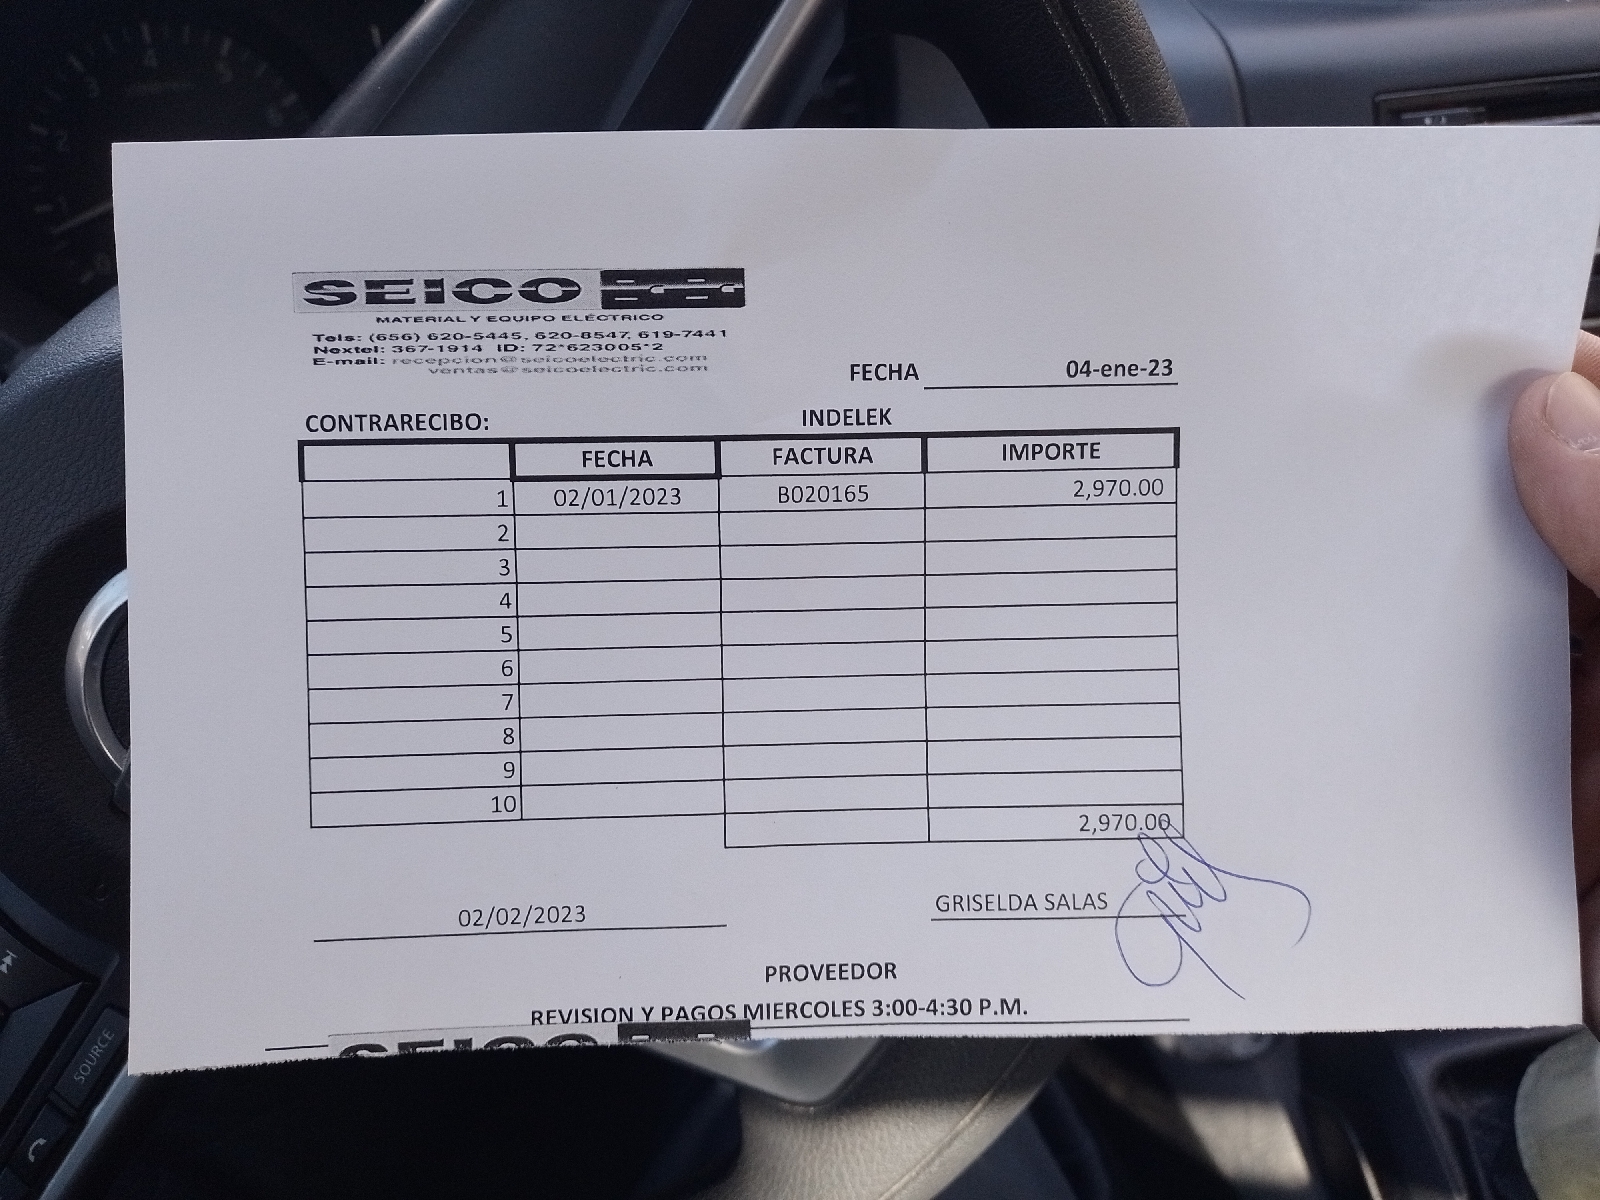 SEICO
MATERIAL Y EQUIPO ELÉCTRICO
Tels: (656) 620-5445, 620-8547, 619-7441
Nextel: 367-1914 ID: 72*623005*2
E-mail: recepcion@seicoelectric.com
ventas@seicoelectric.com
FECHA 04-ene-23
CONTRARECIBO: INDELEK
FECHA FACTURA IMPORTE
1 02/01/2023 B020165 2,970.00
2
3
4
5
6
7
8
9
10
2,970.00
02/02/2023 GRISELDA SALAS
PROVEEDOR
REVISION Y PAGOS MIERCOLES 3:00-4:30 P.M.
SEICO
SOURCE